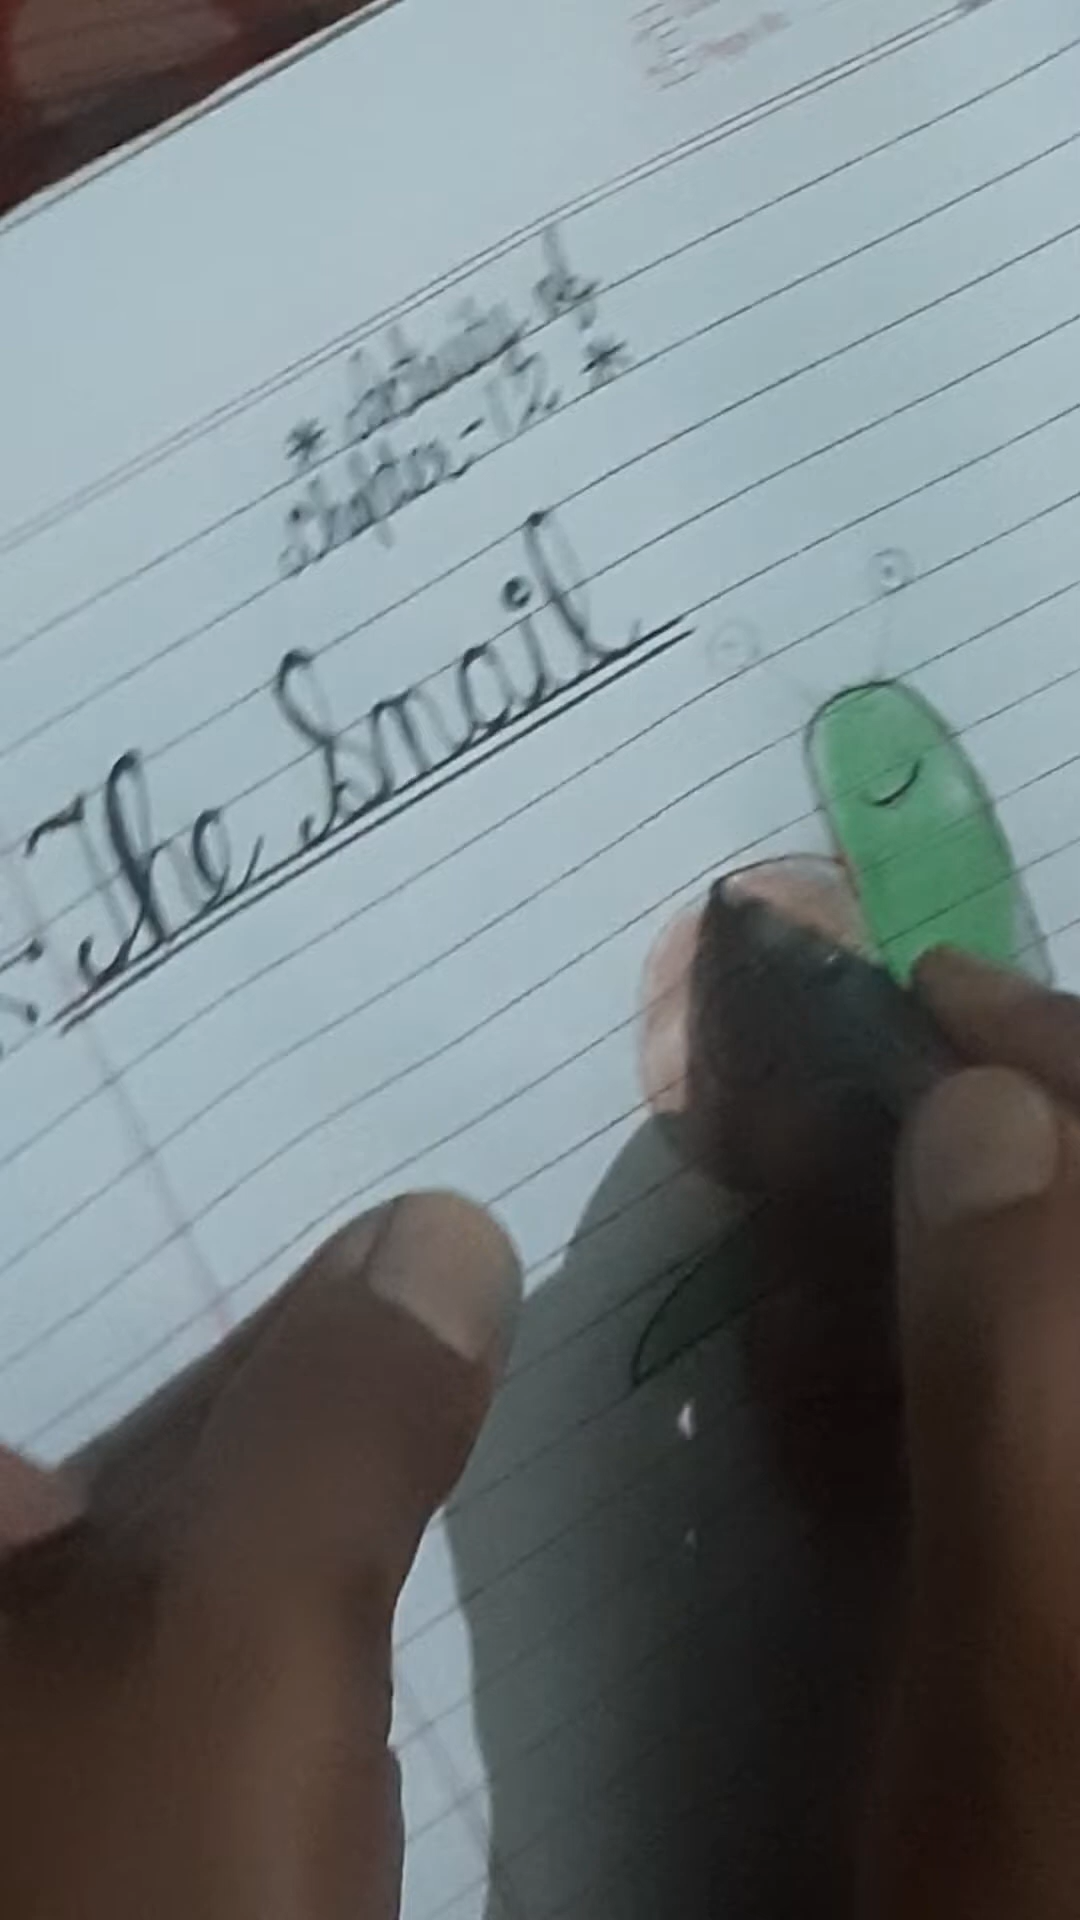 * Activity of
chapter-12 *
The Snail